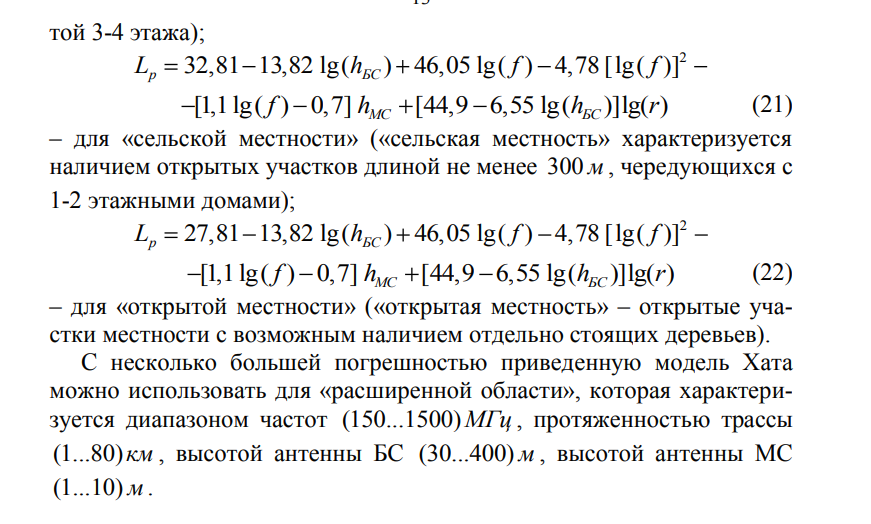 той 3-4 этажа);
Lₚ = 32,81−13,82 lg(h_БС)+46,05 lg(f)−4,78[lg(f)]² −
−[1,1 lg(f)−0,7] h_МС +[44,9−6,55 lg(h_БС)]lg(r) (21)
– для «сельской местности» («сельская местность» характеризуется
наличием открытых участков длиной не менее 300 м , чередующихся с
1-2 этажными домами);
Lₚ = 27,81−13,82 lg(h_БС)+46,05 lg(f)−4,78[lg(f)]² −
−[1,1 lg(f)−0,7] h_МС +[44,9−6,55 lg(h_БС)]lg(r) (22)
– для «открытой местности» («открытая местность» – открытые уча-
стки местности с возможным наличием отдельно стоящих деревьев).
С несколько большей погрешностью приведенную модель Хата
можно использовать для «расширенной области», которая характери-
зуется диапазоном частот (150...1500) МГц , протяженностью трассы
(1...80) км , высотой антенны БС (30...400) м , высотой антенны МС
(1...10) м .